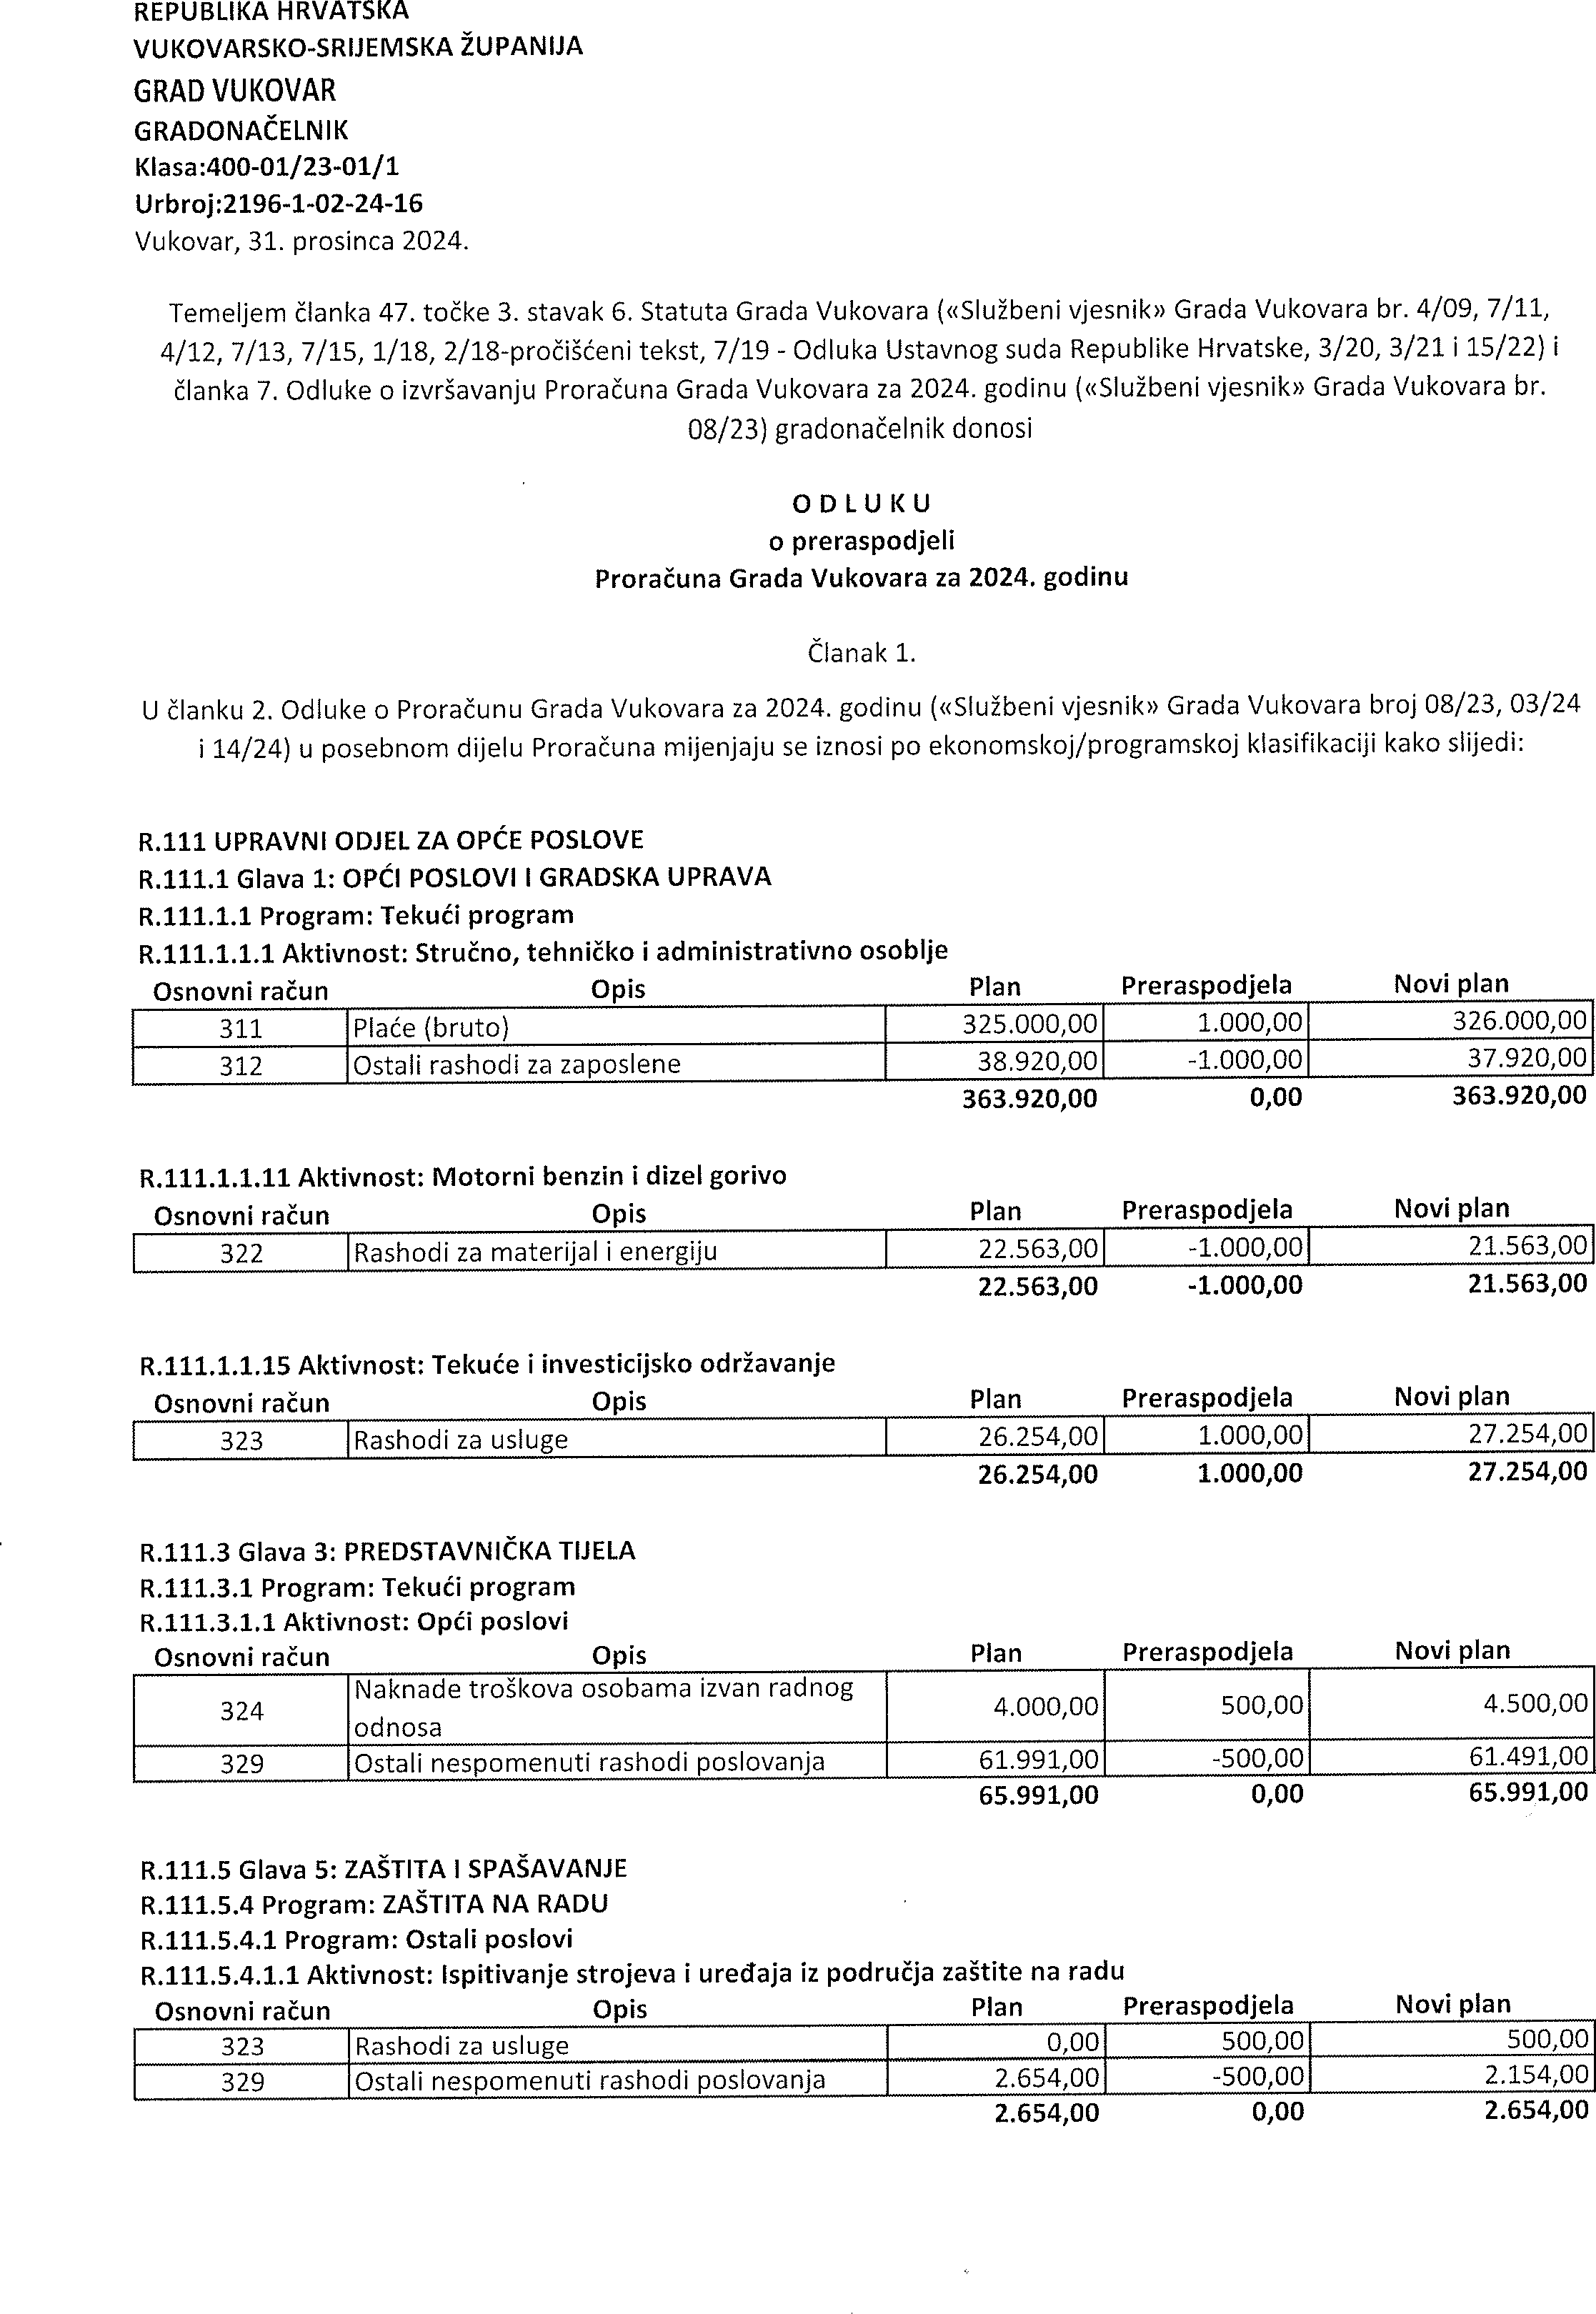 REPUBLIKA HRVATSKA
VUKOVARSKO-SRIJEMSKA ŽUPANIJA
GRAD VUKOVAR
GRADONAČELNIK
Klasa:400-01/23-01/1
Urbroj:2196-1-02-24-16
Vukovar, 31. prosinca 2024.
Temeljem članka 47. točke 3. stavak 6. Statuta Grada Vukovara («Službeni vjesnik» Grada Vukovara br. 4/09, 7/11,
4/12, 7/13, 7/15, 1/18, 2/18-pročišćeni tekst, 7/19 - Odluka Ustavnog suda Republike Hrvatske, 3/20, 3/21 i 15/22) i
članka 7. Odluke o izvršavanju Proračuna Grada Vukovara za 2024. godinu («Službeni vjesnik» Grada Vukovara br.
08/23) gradonačelnik donosi
O D L U K U
o preraspodjeli
Proračuna Grada Vukovara za 2024. godinu
Članak 1.
U članku 2. Odluke o Proračunu Grada Vukovara za 2024. godinu («Službeni vjesnik» Grada Vukovara broj 08/23, 03/24
i 14/24) u posebnom dijelu Proračuna mijenjaju se iznosi po ekonomskoj/programskoj klasifikaciji kako slijedi:
R.111 UPRAVNI ODJEL ZA OPĆE POSLOVE
R.111.1 Glava 1: OPĆI POSLOVI I GRADSKA UPRAVA
R.111.1.1 Program: Tekući program
R.111.1.1.1 Aktivnost: Stručno, tehničko i administrativno osoblje
Osnovni račun Opis Plan Preraspodjela Novi plan
311 Plaće (bruto) 325.000,00 1.000,00 326.000,00
312 Ostali rashodi za zaposlene 38.920,00 -1.000,00 37.920,00
363.920,00 0,00 363.920,00
R.111.1.1.11 Aktivnost: Motorni benzin i dizel gorivo
Osnovni račun Opis Plan Preraspodjela Novi plan
322 Rashodi za materijal i energiju 22.563,00 -1.000,00 21.563,00
22.563,00 -1.000,00 21.563,00
R.111.1.1.15 Aktivnost: Tekuće i investicijsko održavanje
Osnovni račun Opis Plan Preraspodjela Novi plan
323 Rashodi za usluge 26.254,00 1.000,00 27.254,00
26.254,00 1.000,00 27.254,00
R.111.3 Glava 3: PREDSTAVNIČKA TIJELA
R.111.3.1 Program: Tekući program
R.111.3.1.1 Aktivnost: Opći poslovi
Osnovni račun Opis Plan Preraspodjela Novi plan
324 Naknade troškova osobama izvan radnog
odnosa 4.000,00 500,00 4.500,00
329 Ostali nespomenuti rashodi poslovanja 61.991,00 -500,00 61.491,00
65.991,00 0,00 65.991,00
R.111.5 Glava 5: ZAŠTITA I SPAŠAVANJE
R.111.5.4 Program: ZAŠTITA NA RADU
R.111.5.4.1 Program: Ostali poslovi
R.111.5.4.1.1 Aktivnost: Ispitivanje strojeva i uređaja iz područja zaštite na radu
Osnovni račun Opis Plan Preraspodjela Novi plan
323 Rashodi za usluge 0,00 500,00 500,00
329 Ostali nespomenuti rashodi poslovanja 2.654,00 -500,00 2.154,00
2.654,00 0,00 2.654,00